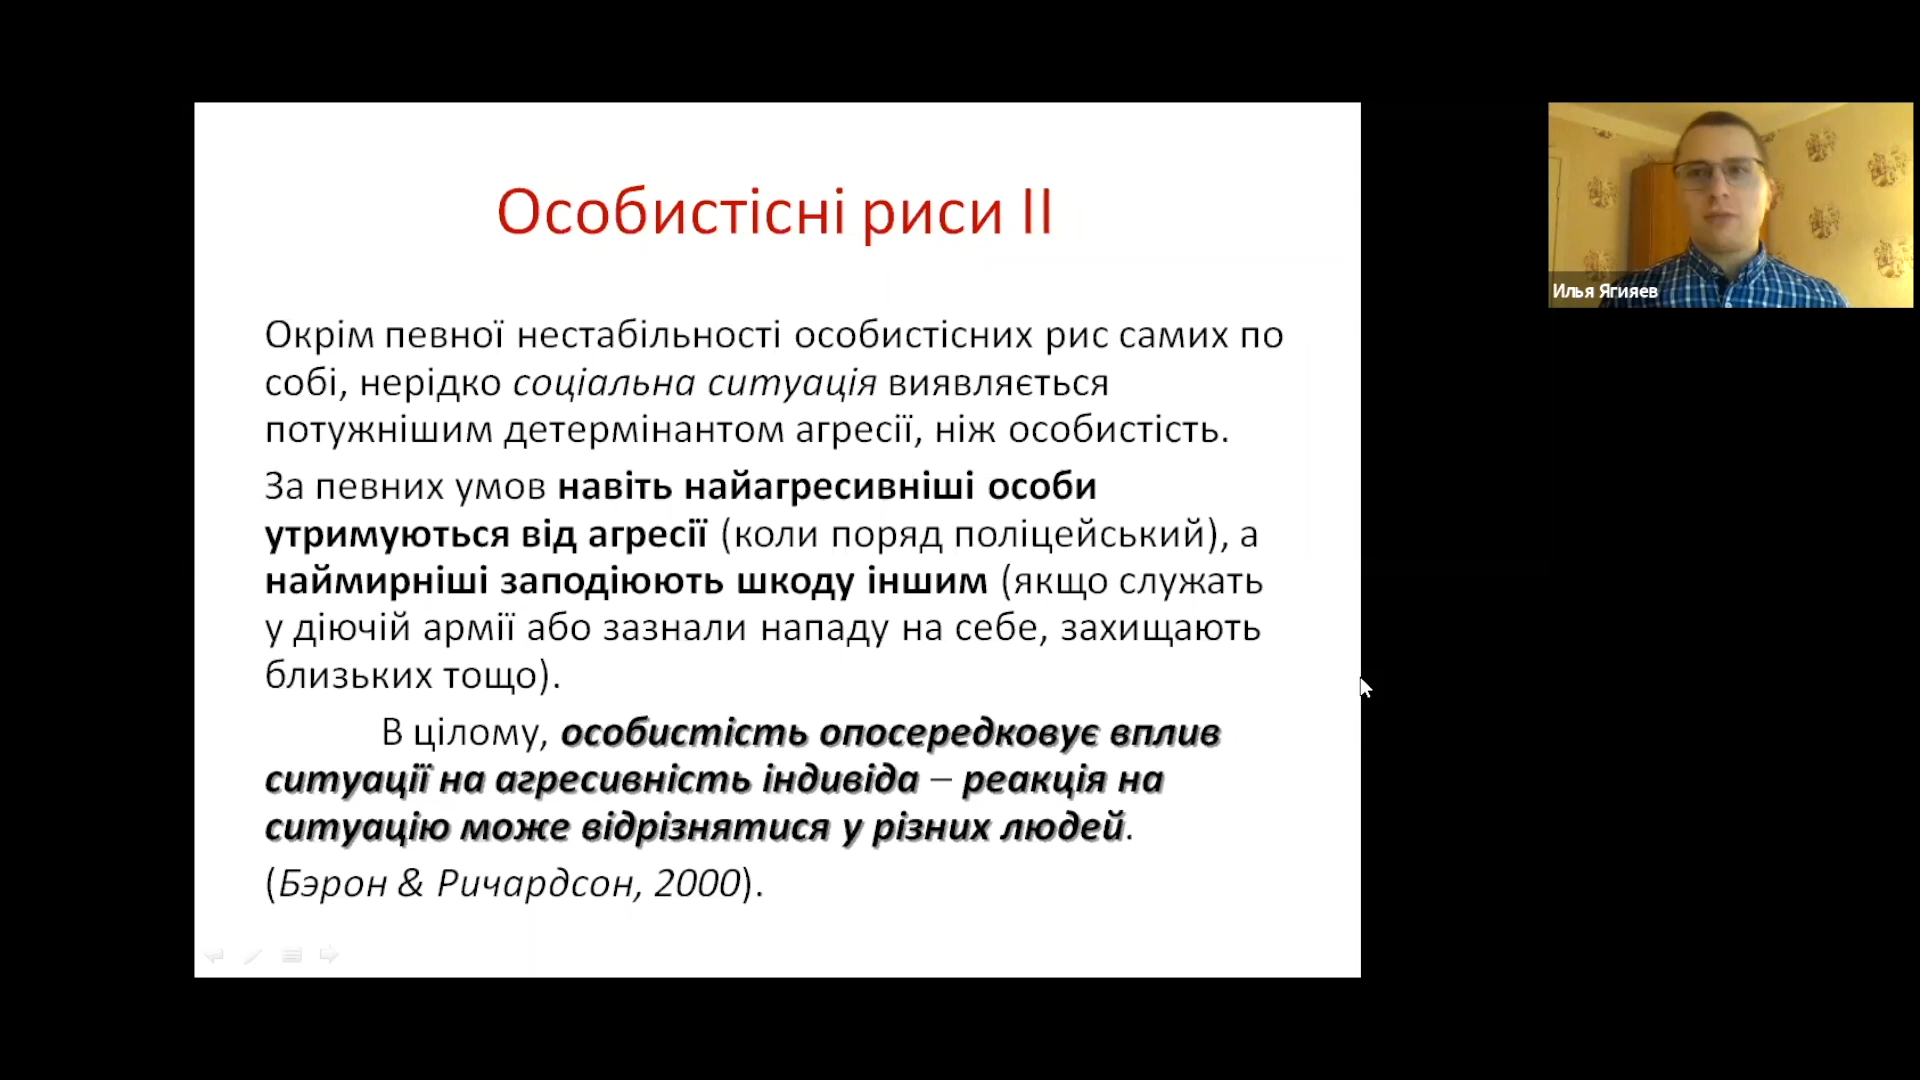 Особистісні риси II
Окрім певної нестабільності особистісних рис самих по
собі, нерідко соціальна ситуація виявляється
потужнішим детермінантом агресії, ніж особистість.
За певних умов навіть найагресивніші особи
утримуються від агресії (коли поряд поліцейський), а
наймирніші заподіюють шкоду іншим (якщо служать
у діючій армії або зазнали нападу на себе, захищають
близьких тощо).
В цілому, особистість опосередковує вплив
ситуації на агресивність індивіда – реакція на
ситуацію може відрізнятися у різних людей.
(Бэрон & Ричардсон, 2000).
Илья Ягияев